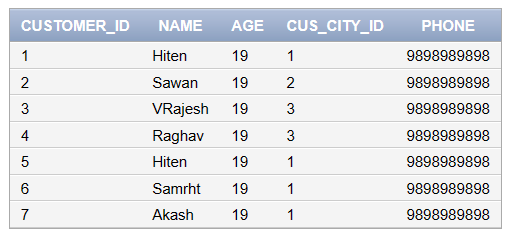 CUSTOMER_ID NAME AGE CUS_CITY_ID PHONE
1 Hiten 19 1 9898989898
2 Sawan 19 2 9898989898
3 VRajesh 19 3 9898989898
4 Raghav 19 3 9898989898
5 Hiten 19 1 9898989898
6 Samrht 19 1 9898989898
7 Akash 19 1 9898989898